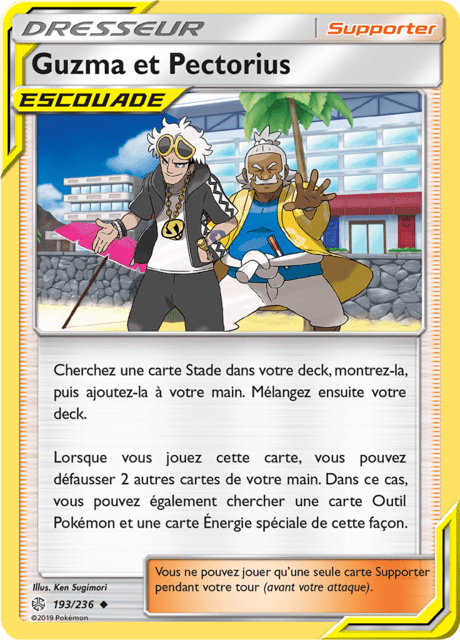 DRESSEUR
Supporter
Guzma et Pectorius
ESCOUADE
Cherchez une carte Stade dans votre deck, montrez-la,
puis ajoutez-la à votre main. Mélangez ensuite votre
deck.
Lorsque vous jouez cette carte, vous pouvez
défausser 2 autres cartes de votre main. Dans ce cas,
vous pouvez également chercher une carte Outil
Pokémon et une carte Énergie spéciale de cette façon.
Vous ne pouvez jouer qu'une seule carte Supporter
pendant votre tour (avant votre attaque).
Illus. Ken Sugimori
193/236
©2019 Pokémon